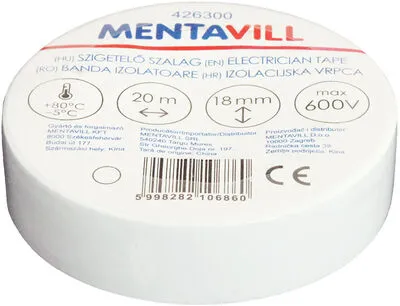 426300
MENTAVILL
(HU) SZIGETELŐ SZALAG (EN) ELECTRICIAN TAPE
(RO) BANDA IZOLATOARE (HR) IZOLACIJSKA VRPCA
+80°C
-5°C
20 m
18 mm
max
600V
Gyártó és forgalmazó
MENTAVILL KFT
8000 Székesfehérvár
Budai út 177.
Származási hely: Kína
Producător/Importator/Distribuitor
MENTAVILL SRL
540240 Târgu Mureș
Str. Gheorghe Doja nr. 197.
Țara de origine: China
Proizvođač i distributer
MENTAVILL D.o.o.
10000 Zagreb
Radnička cesta 39.
Zemlja podrijetla: Kina
5 998282 106860
CE